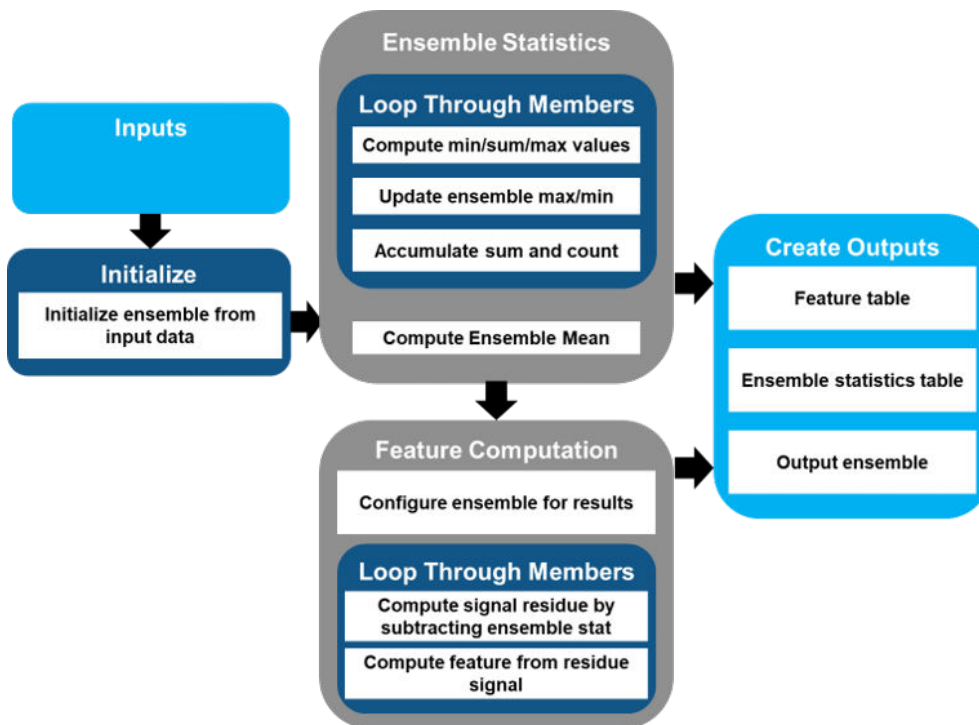 Inputs
Initialize
Initialize ensemble from
input data
Ensemble Statistics
Loop Through Members
Compute min/sum/max values
Update ensemble max/min
Accumulate sum and count
Compute Ensemble Mean
Feature Computation
Configure ensemble for results
Loop Through Members
Compute signal residue by
subtracting ensemble stat
Compute feature from residue
signal
Create Outputs
Feature table
Ensemble statistics table
Output ensemble